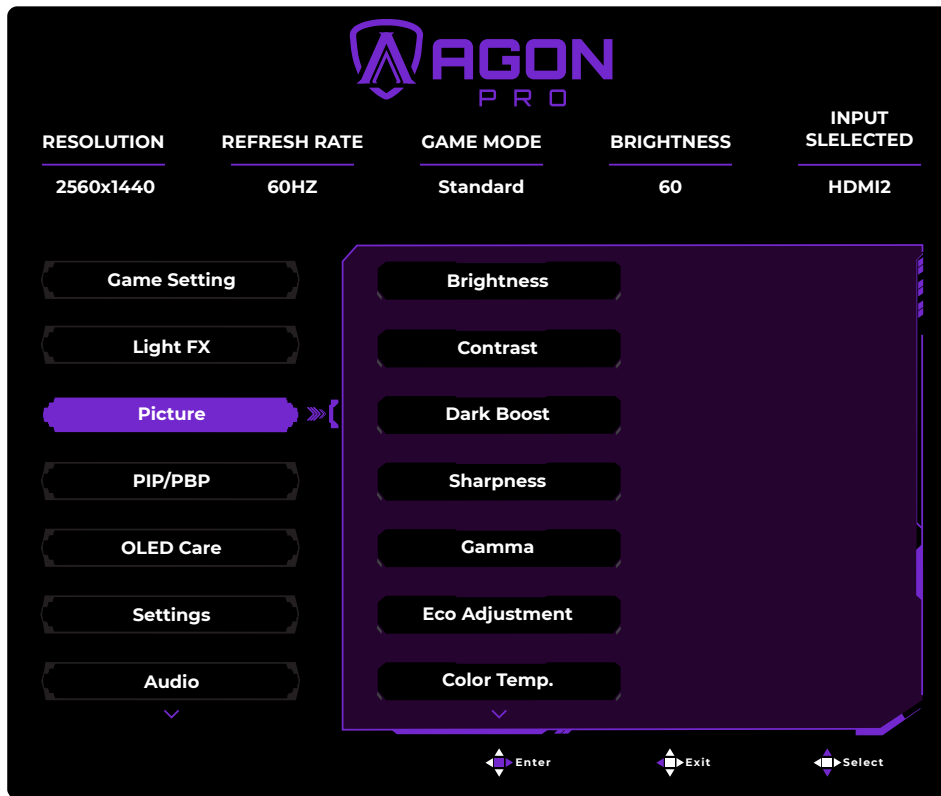 AGON
PRO
RESOLUTION
REFRESH RATE
GAME MODE
BRIGHTNESS
INPUT
SLELECTED
2560x1440
60HZ
Standard
60
HDMI2
Game Setting
Light FX
Picture
PIP/PBP
OLED Care
Settings
Audio
Brightness
Contrast
Dark Boost
Sharpness
Gamma
Eco Adjustment
Color Temp.
Enter
Exit
Select